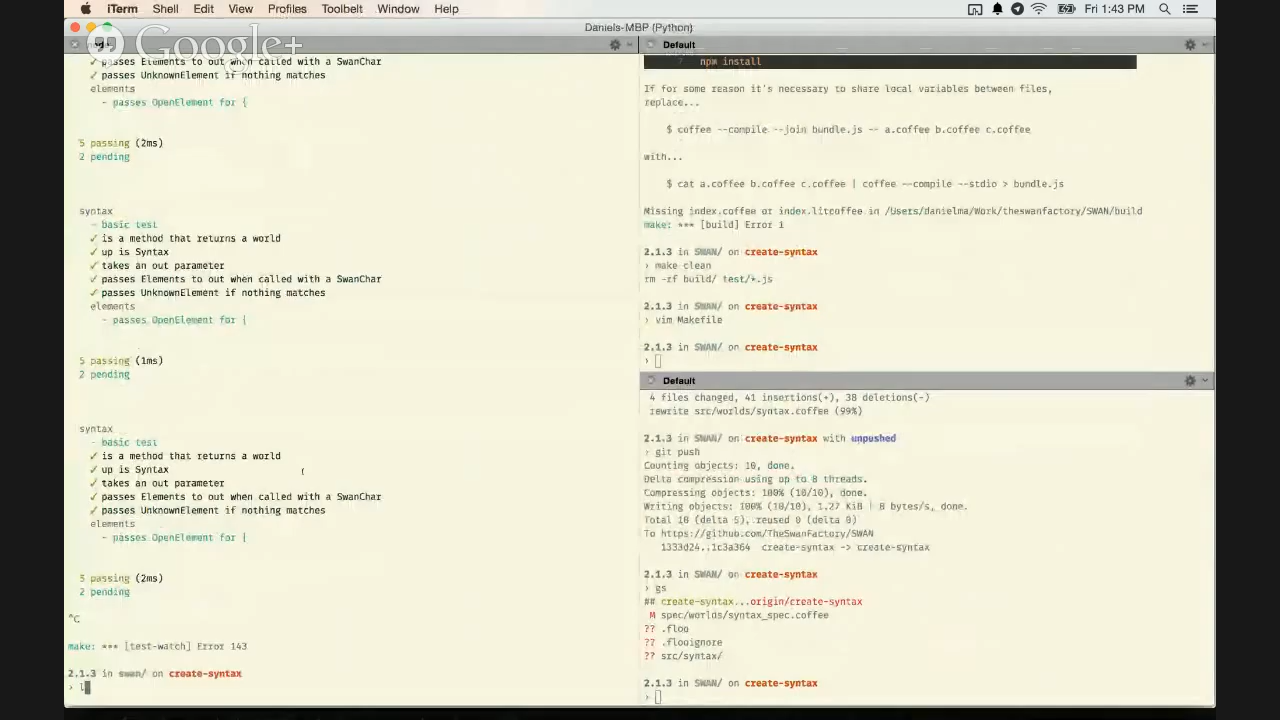 iTerm Shell Edit View Profiles Toolbelt Window Help Fri 1:43 PM
Daniels-MBP (Python)
Google+
✓ passes Elements to out when called with a SwanChar
✓ passes UnknownElement if nothing matches
elements
- passes OpenElement for {
5 passing (2ms)
2 pending
syntax
- basic test
✓ is a method that returns a world
✓ up is Syntax
✓ takes an out parameter
✓ passes Elements to out when called with a SwanChar
✓ passes UnknownElement if nothing matches
elements
- passes OpenElement for {
5 passing (1ms)
2 pending
syntax
- basic test
✓ is a method that returns a world
✓ up is Syntax
✓ takes an out parameter
✓ passes Elements to out when called with a SwanChar
✓ passes UnknownElement if nothing matches
elements
- passes OpenElement for {
5 passing (2ms)
2 pending
^C
make: *** [test-watch] Error 143
2.1.3 in swan/ on create-syntax
› l
Default
7 npm install
If for some reason it's necessary to share local variables between files,
replace...
$ coffee --compile --join bundle.js -- a.coffee b.coffee c.coffee
with...
$ cat a.coffee b.coffee c.coffee | coffee --compile --stdio > bundle.js
Missing index.coffee or index.litcoffee in /Users/danielma/Work/theswanfactory/SWAN/build
make: *** [build] Error 1
2.1.3 in SWAN/ on create-syntax
› make clean
rm -rf build/ test/*.js
2.1.3 in SWAN/ on create-syntax
› vim Makefile
2.1.3 in SWAN/ on create-syntax
›
Default
4 files changed, 41 insertions(+), 38 deletions(-)
rewrite src/worlds/syntax.coffee (99%)
2.1.3 in SWAN/ on create-syntax with unpushed
› git push
Counting objects: 10, done.
Delta compression using up to 8 threads.
Compressing objects: 100% (10/10), done.
Writing objects: 100% (10/10), 1.27 KiB | 0 bytes/s, done.
Total 10 (delta 5), reused 0 (delta 0)
To https://github.com/TheSwanFactory/SWAN
1333d24..1c3a364 create-syntax -> create-syntax
2.1.3 in SWAN/ on create-syntax
› gs
## create-syntax...origin/create-syntax
M spec/worlds/syntax_spec.coffee
?? .floo
?? .flooignore
?? src/syntax/
2.1.3 in SWAN/ on create-syntax
›